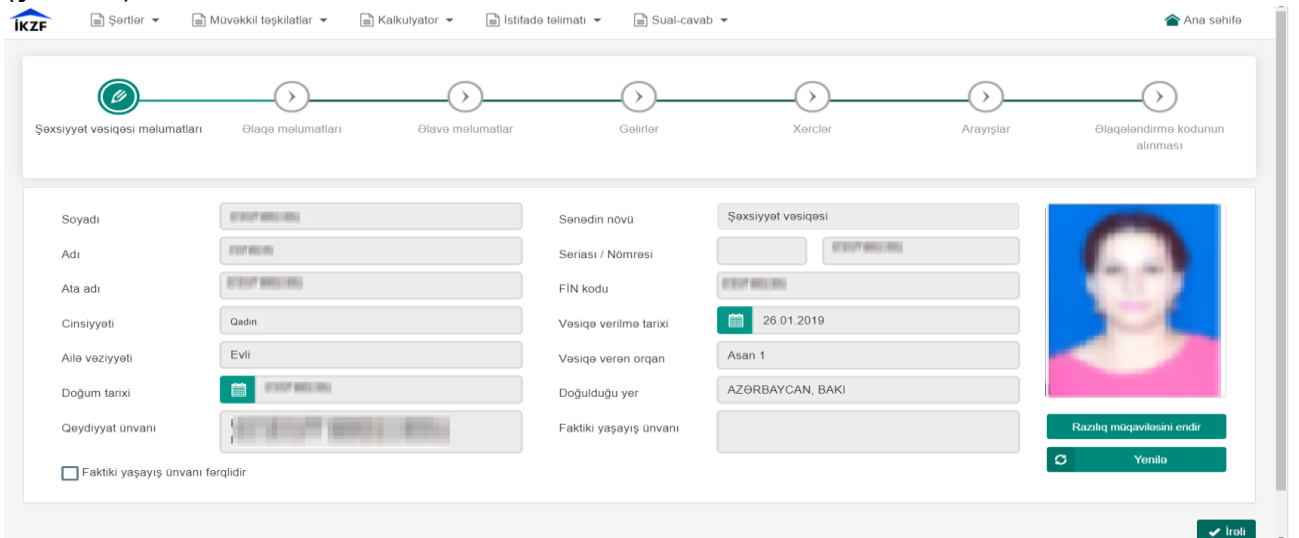 İKZF Şərtlər Müvəkkil təşkilatlar Kalkulyator İstifadə təlimatı Sual-cavab Ana səhifə
Şəxsiyyət vəsiqəsi məlumatları Əlaqə məlumatları Əlavə məlumatlar Gəlirlər Xərclər Arayışlar Əlaqələndirmə kodunun
alınması
Soyadı
Sənədin növü Şəxsiyyət vəsiqəsi
Adı
Seriası / Nömrəsi
Ata adı
FİN kodu
Cinsiyyəti Qadın
Vəsiqə verilmə tarixi 26.01.2019
Ailə vəziyyəti Evli
Vəsiqə verən orqan Asan 1
Doğum tarixi
Doğulduğu yer AZƏRBAYCAN, BAKI
Qeydiyyat ünvanı
Faktiki yaşayış ünvanı
Razılıq müqaviləsini endir
Yenilə
Faktiki yaşayış ünvanı fərqlidir
İrəli